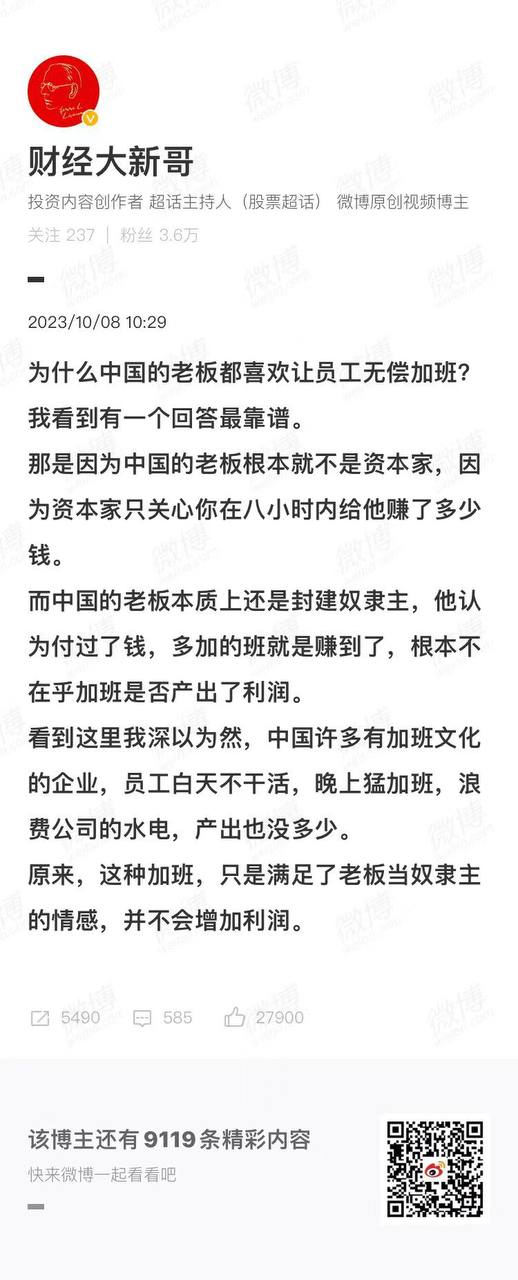 财经大新哥
投资内容创作者 超话主持人（股票超话） 微博原创视频博主
关注 237 | 粉丝 3.6万
2023/10/08 10:29
为什么中国的老板都喜欢让员工无偿加班？
我看到有一个回答最靠谱。
那是因为中国的老板根本就不是资本家，因
为资本家只关心你在八小时内给他赚了多少
钱。
而中国的老板本质上还是封建奴隶主，他认
为付过了钱，多加的班就是赚到了，根本不
在乎加班是否产出了利润。
看到这里我深以为然，中国许多有加班文化
的企业，员工白天不干活，晚上猛加班，浪
费公司的水电，产出也没多少。
原来，这种加班，只是满足了老板当奴隶主
的情感，并不会增加利润。
5490 585 27900
该博主还有9119条精彩内容
快来微博一起看看吧